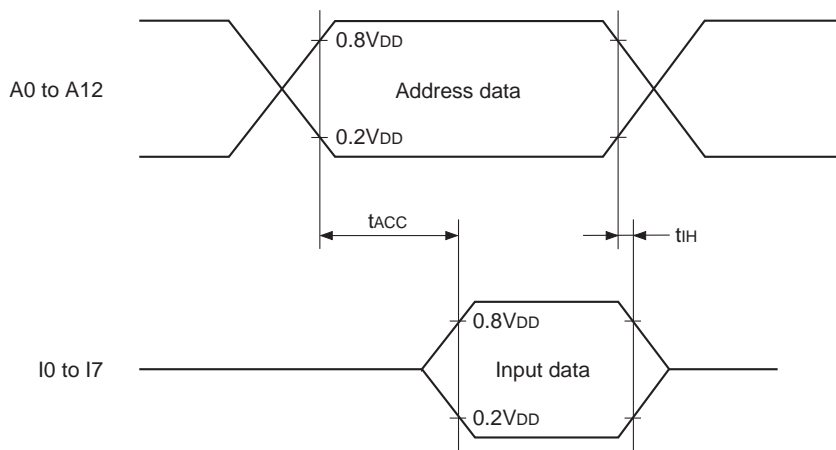 0.8VDD
A0 to A12
Address data
0.2VDD
tACC
tIH
0.8VDD
I0 to I7
Input data
0.2VDD